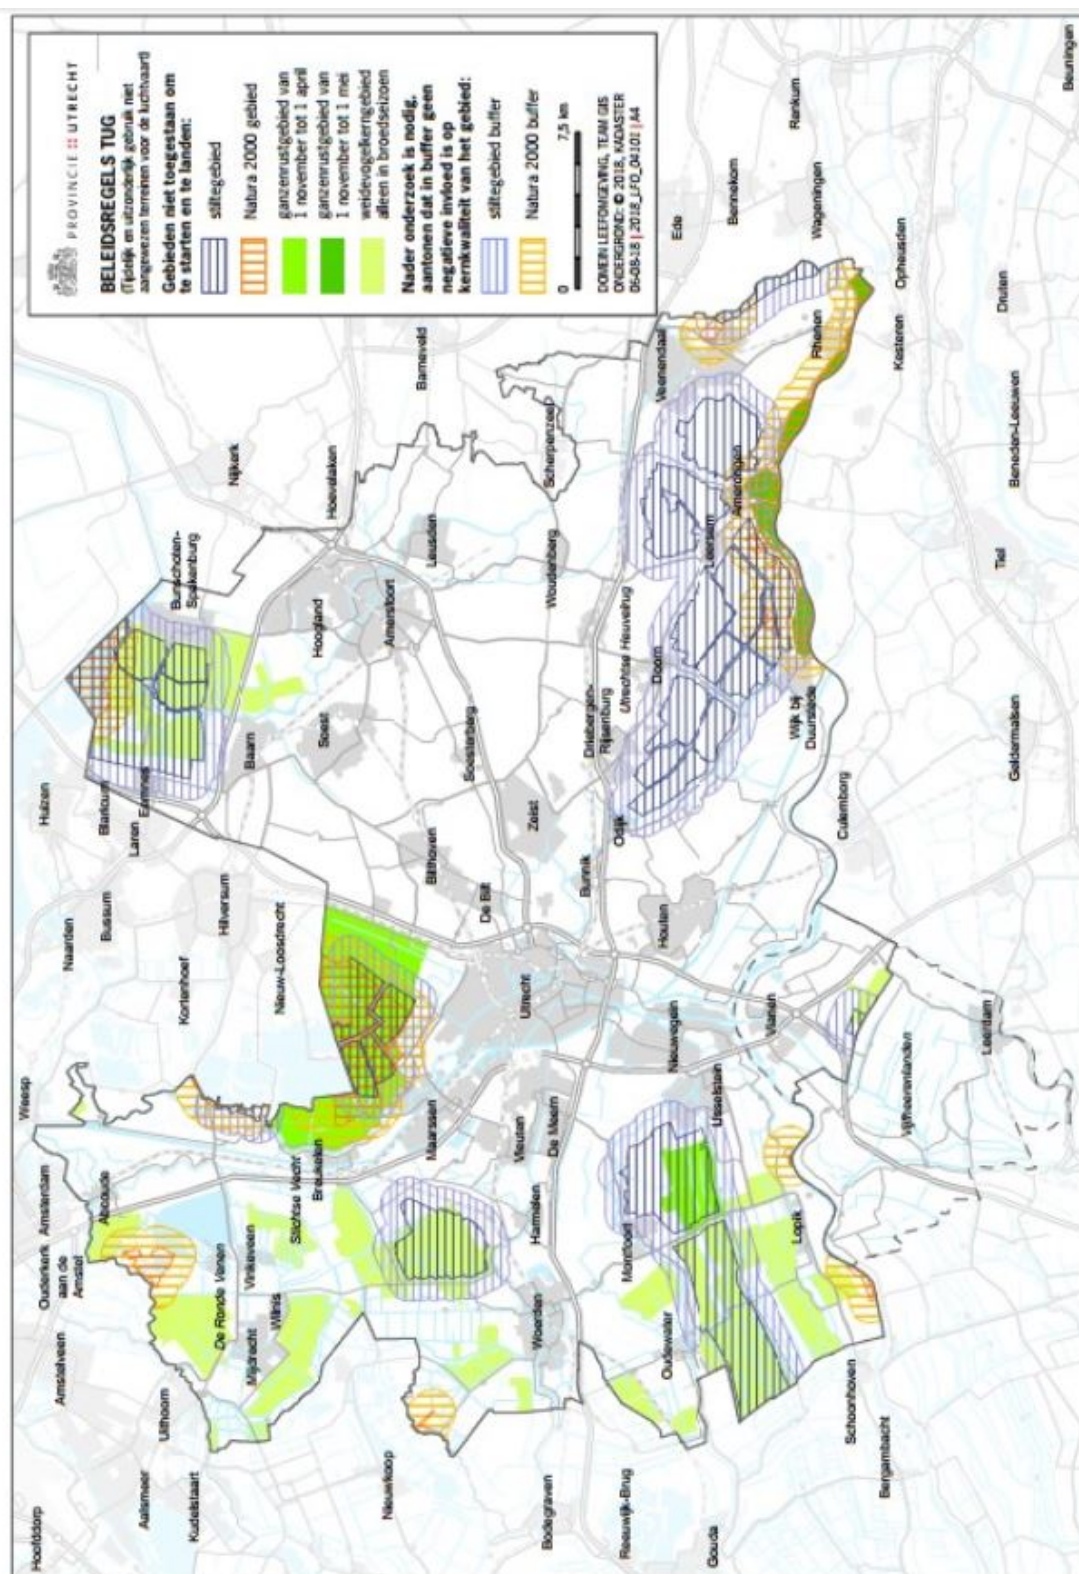 PROVINCIE :: UTRECHT
BELEIDSREGELS TUG
(Tijdelijk en uitzonderlijk gebruik niet
aangewezen terreinen voor de luchtvaart)
Gebieden niet toegestaan om
te starten en te landen:
stiltegebied
Natura 2000 gebied
ganzenrustgebied van
1 november tot 1 april
ganzenrustgebied van
1 november tot 1 mei
weidevogelkerngebied
alleen in broedseizoen
Nader onderzoek is nodig,
aantonen dat in buffer geen
negatieve invloed is op
kernkwaliteit van het gebied:
stiltegebied buffer
Natura 2000 buffer
0 7,5 km
DOMEIN LEEFOMGEVING, TEAM GIS
ONDERGROND: © 2018, KADASTER
06-08-18 | 2018_LFO_04101 | A4
Hoofddorp
Amstelveen
Ouderkerk
aan de
Amstel
Amsterdam
Weesp
Naarden
Huizen
Bussum
Blaricum
Laren
Eemnes
Aalsmeer
Uithoorn
Kudelstaart
Abcoude
Kortenhoef
Hilversum
Bunschoten-
Spakenburg
Nijkerk
De Ronde Venen
Vinkeveen
Mijdrecht
Wilnis
Nieuw-Loosdrecht
Baarn
Stichtse Vecht
Breukelen
Hoogland
Hoevelaken
Soest
Nieuwkoop
Maarssen
Bilthoven
Amersfoort
Leusden
Barneveld
Soesterberg
De Bilt
Vleuten
Utrecht
Zeist
Harmelen
De Meern
Woerden
Bodegraven
Woudenberg
Scherpenzeel
Bunnik
Driebergen-
Rijsenburg
Odijk
Utrechtse Heuvelrug
Reeuwijk-Brug
Montfoort
Oudewater
Houten
Nieuwegein
Doorn
Veenendaal
Ede
Gouda
IJsselstein
Leersum
Amerongen
Bennekom
Vianen
Lopik
Wijk bij
Duurstede
Rhenen
Wageningen
Renkum
Schoonhoven
Culemborg
Bergambacht
Kesteren
Opheusden
Vijfheerenlanden
Leerdam
Geldermalsen
Tiel
Beneden-Leeuwen
Druten
Beuningen